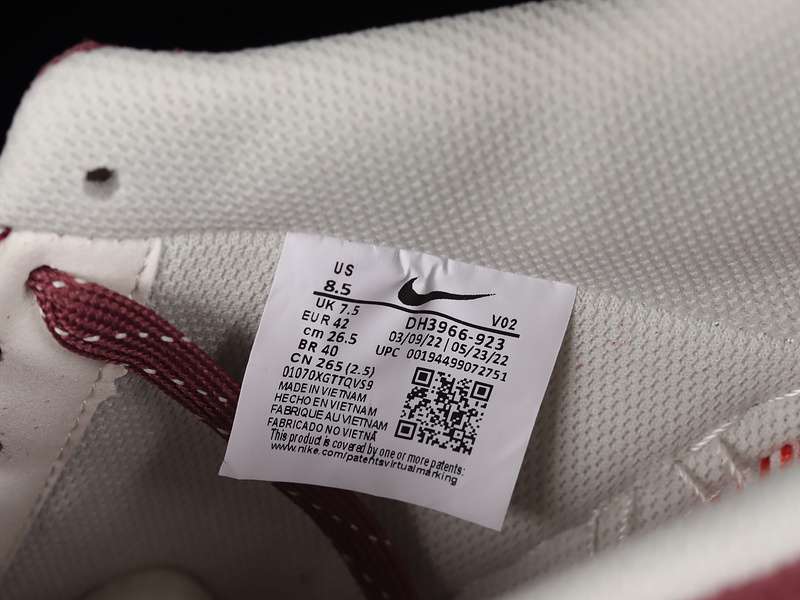 US
8.5
UK 7.5
EUR 42
cm 26.5
BR 40
CN 265 (2.5)
01070XGTTQVS9
MADE IN VIETNAM
HECHO EN VIETNAM
FABRIQUE AU VIETNAM
FABRICADO NO VIETNÃ
V02
DH3966-923
03/09/22 | 05/23/22
UPC 00194499072751
This product is covered by one or more patents:
www.nike.com/patentsvirtualmarking